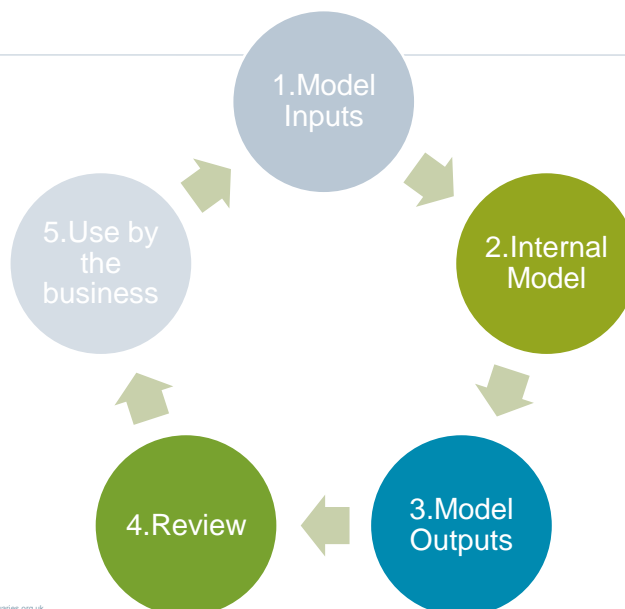 1.Model
Inputs
2.Internal
Model
3.Model
Outputs
4.Review
5.Use by
the
business